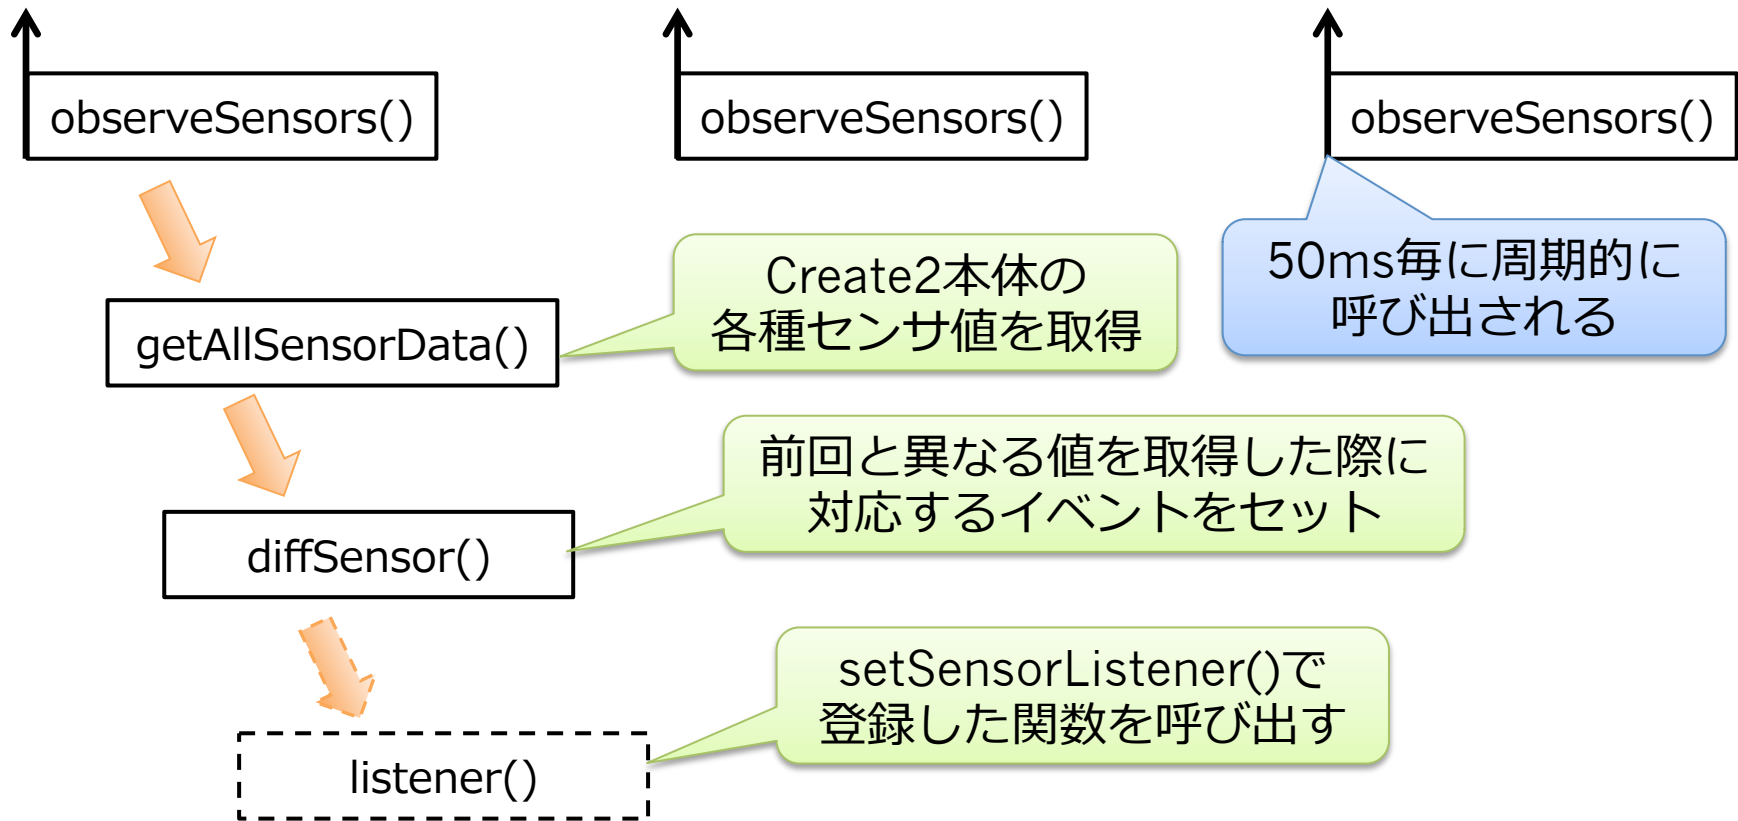 observeSensors()
observeSensors()
observeSensors()
50ms毎に周期的に
呼び出される
Create2本体の
各種センサ値を取得
getAllSensorData()
前回と異なる値を取得した際に
対応するイベントをセット
diffSensor()
setSensorListener()で
登録した関数を呼び出す
listener()